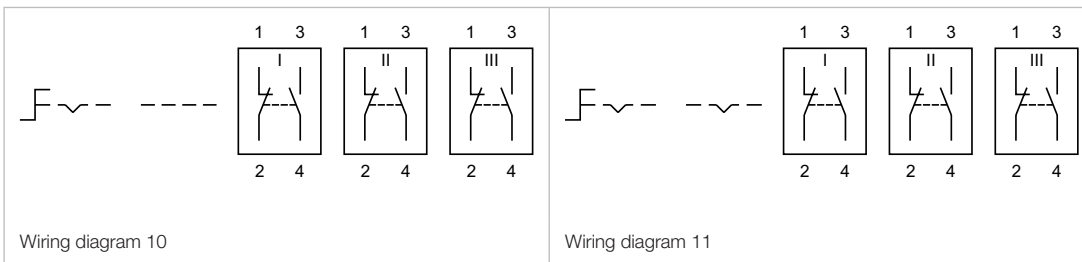 1 3 1 3 1 3 1 3 1 3 1 3
I II III I II III
2 4 2 4 2 4 2 4 2 4 2 4
Wiring diagram 10
Wiring diagram 11